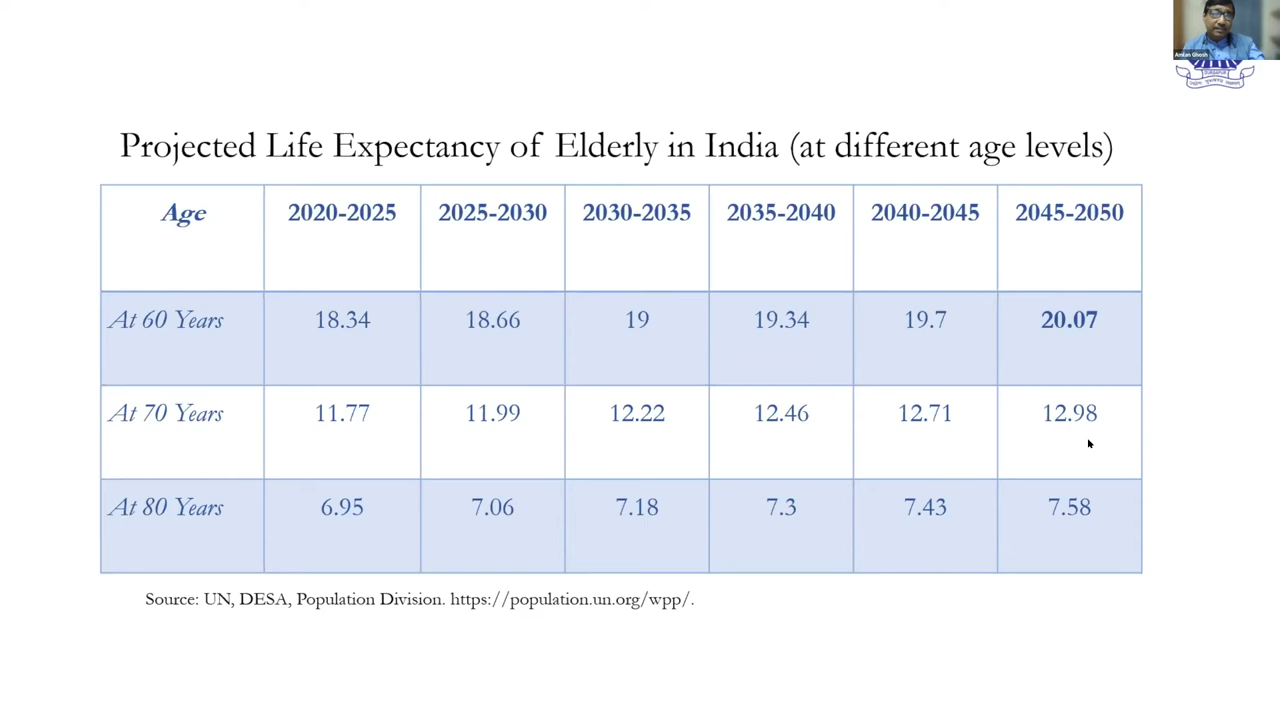 Amlan Ghosh
DURGAPUR
Projected Life Expectancy of Elderly in India (at different age levels)
Age 2020-2025 2025-2030 2030-2035 2035-2040 2040-2045 2045-2050
At 60 Years 18.34 18.66 19 19.34 19.7 20.07
At 70 Years 11.77 11.99 12.22 12.46 12.71 12.98
At 80 Years 6.95 7.06 7.18 7.3 7.43 7.58
Source: UN, DESA, Population Division. https://population.un.org/wpp/.